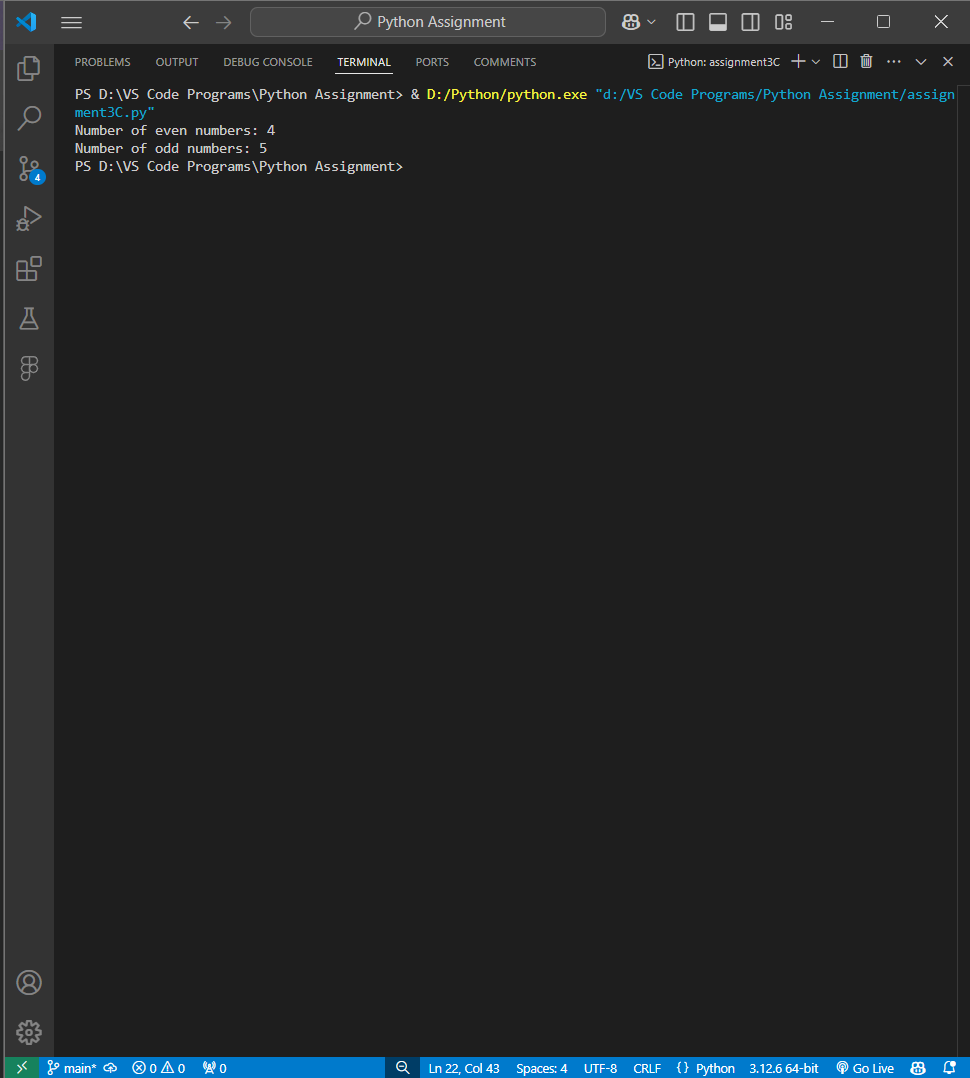 Python Assignment
PROBLEMS OUTPUT DEBUG CONSOLE TERMINAL PORTS COMMENTS Python: assignment3C
PS D:\VS Code Programs\Python Assignment> & D:/Python/python.exe "d:/VS Code Programs/Python Assignment/assign
ment3C.py"
Number of even numbers: 4
Number of odd numbers: 5
PS D:\VS Code Programs\Python Assignment>
4
main* 0 0 0 Ln 22, Col 43 Spaces: 4 UTF-8 CRLF {} Python 3.12.6 64-bit Go Live